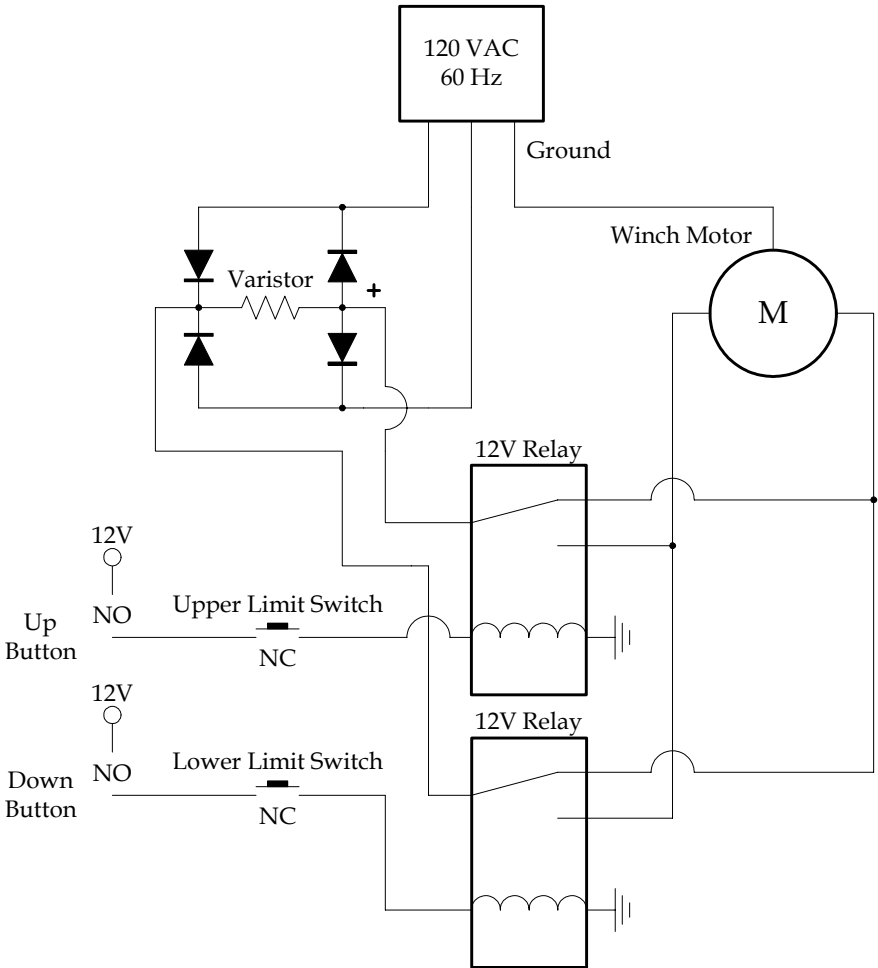 120 VAC
60 Hz
Ground
Winch Motor
Varistor
+
M
12V Relay
12V
Up
Button
NO
Upper Limit Switch
NC
12V
12V Relay
Down
Button
NO
Lower Limit Switch
NC